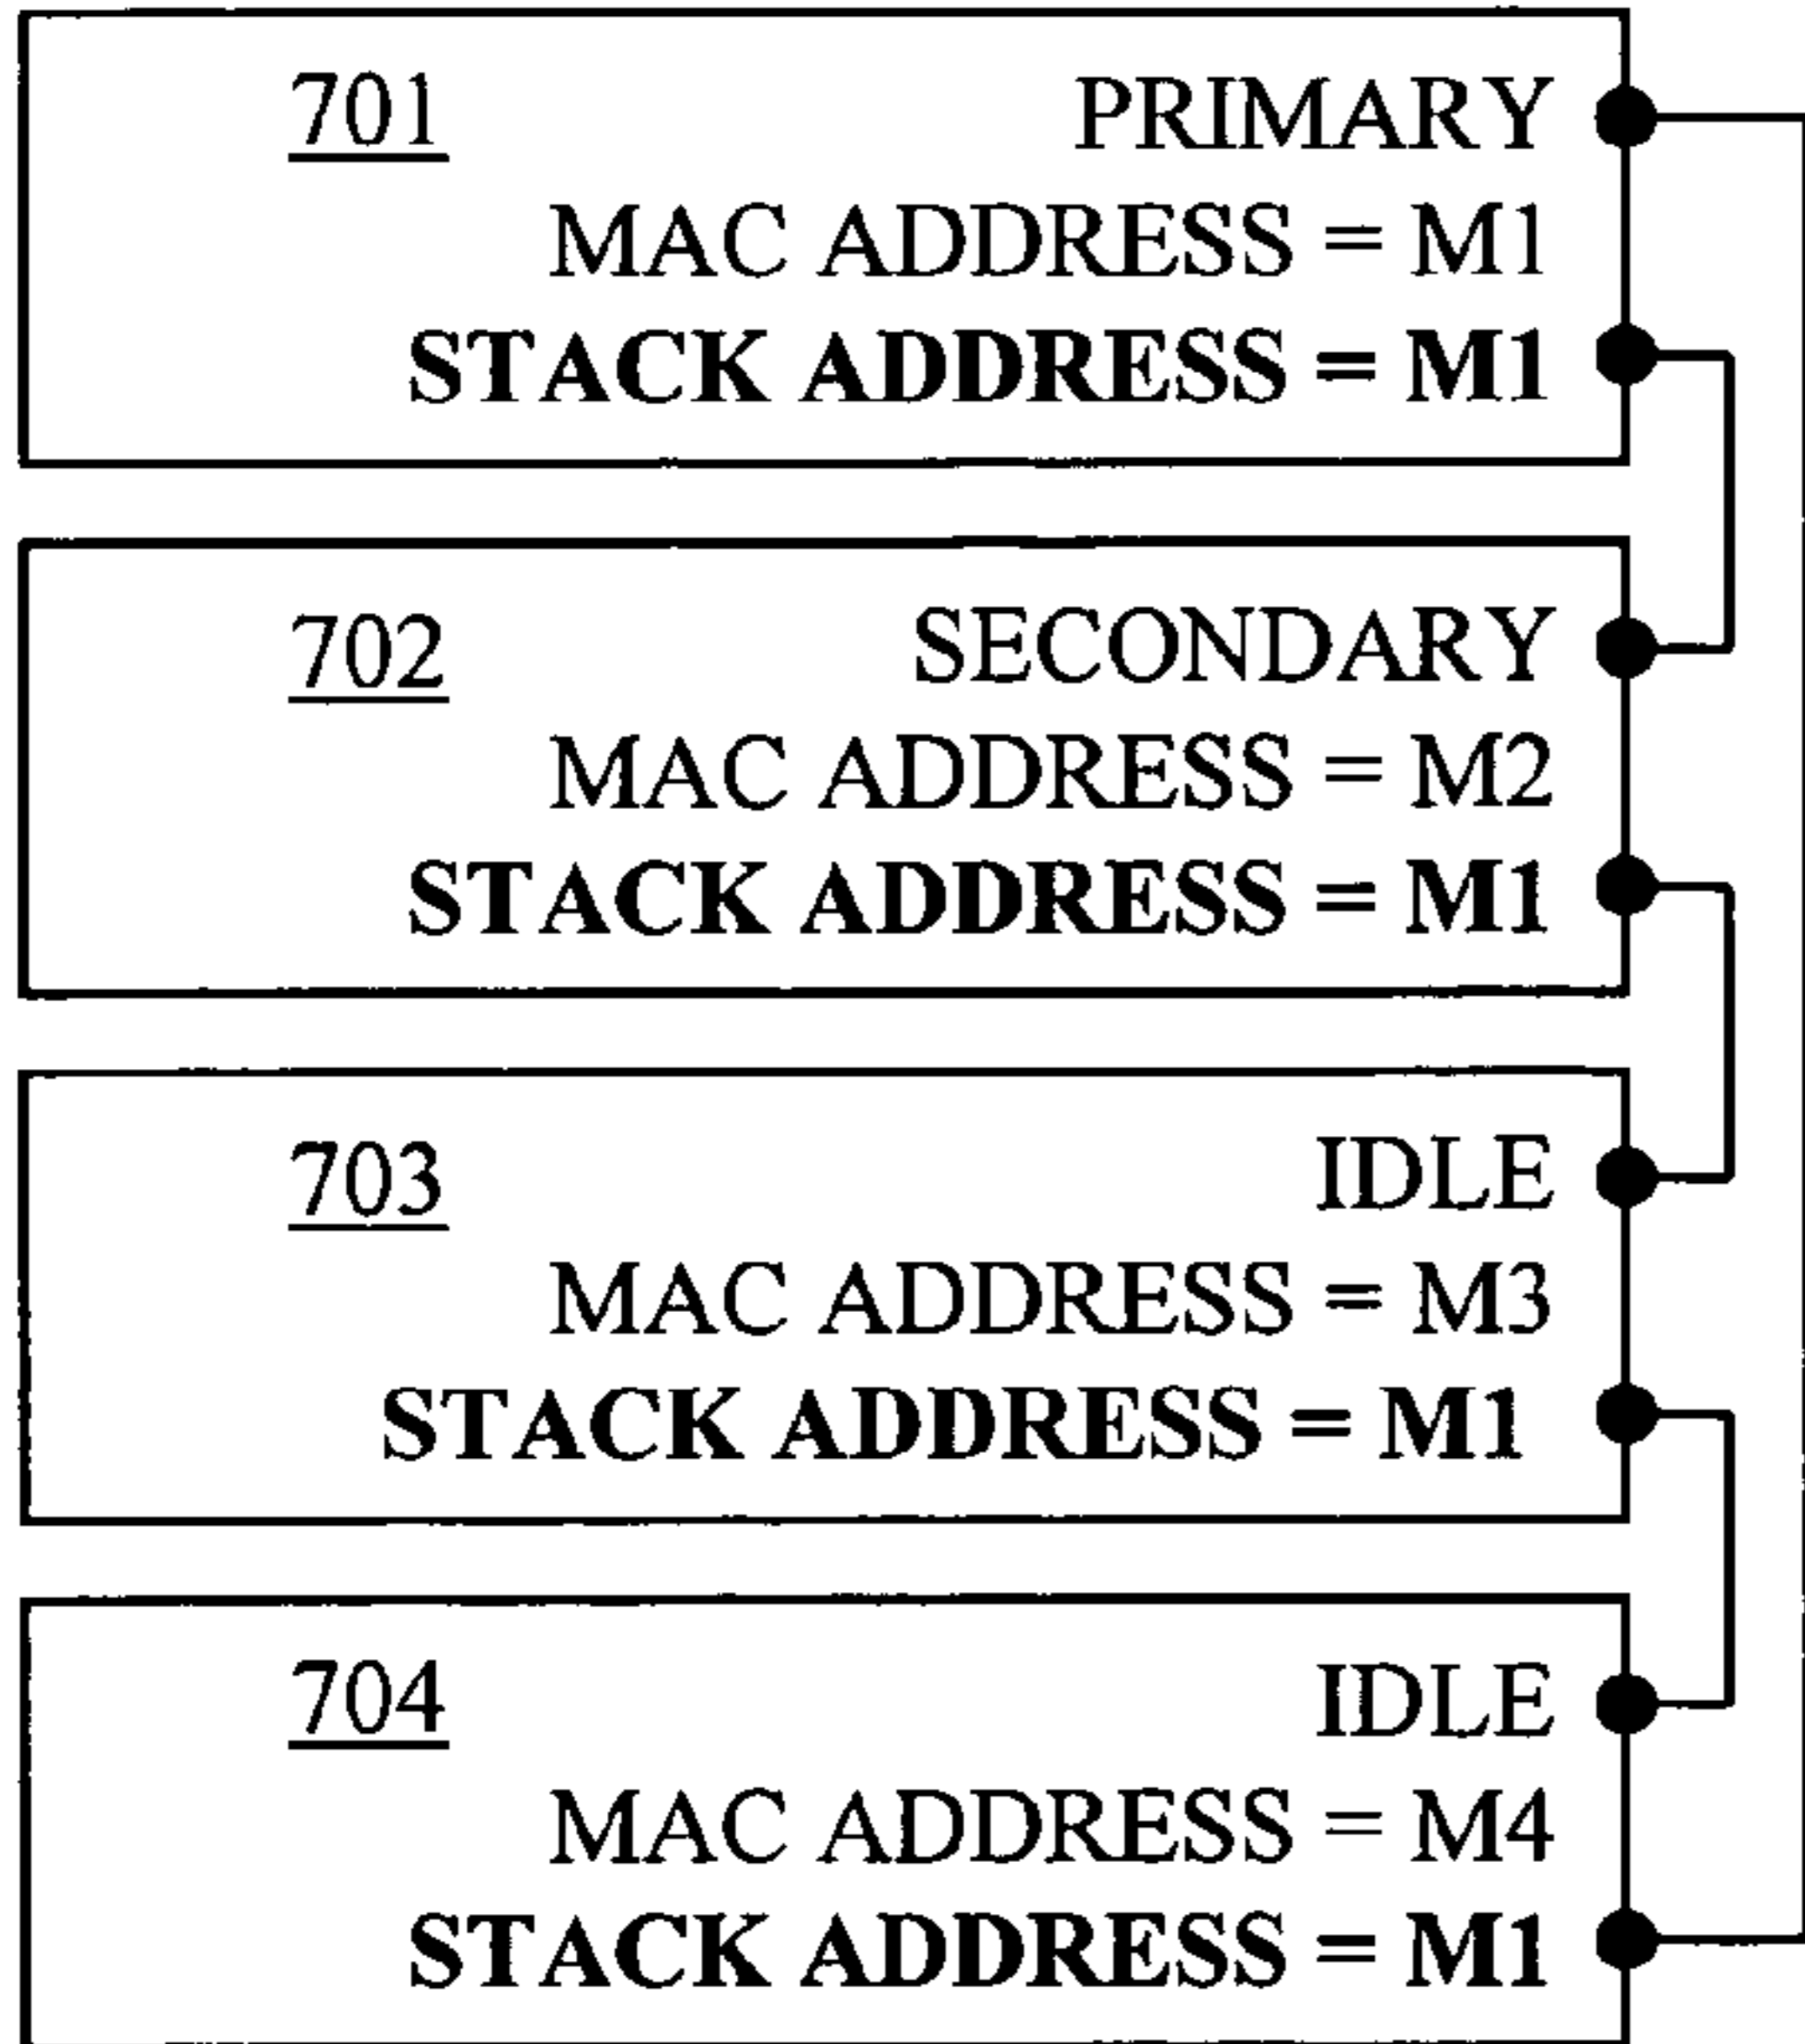 701 PRIMARY
MAC ADDRESS = M1
STACK ADDRESS = M1
702 SECONDARY
MAC ADDRESS = M2
STACK ADDRESS = M1
703 IDLE
MAC ADDRESS = M3
STACK ADDRESS = M1
704 IDLE
MAC ADDRESS = M4
STACK ADDRESS = M1